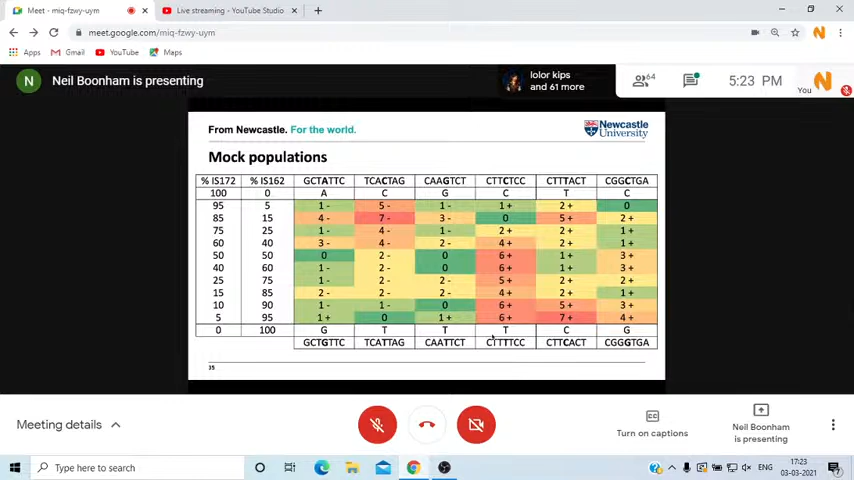 Meet - miq-fzwy-uym
Live streaming - YouTube Studio
meet.google.com/miq-fzwy-uym
Apps Gmail YouTube Maps
N Neil Boonham is presenting
lolor kips
and 61 more
64
5:23 PM
You
From Newcastle. For the world.
Newcastle
University
Mock populations
% IS172 % IS162 GCTATTC TCACTAG CAAGTCT CTTCTCC CTTTACT CGGCTGA
100 0 A C G C T C
95 5 1 - 5 - 1 - 1 + 2 + 0
85 15 4 - 7 - 3 - 0 5 + 2 +
75 25 1 - 4 - 1 - 2 + 2 + 1 +
60 40 3 - 4 - 2 - 4 + 2 + 1 +
50 50 0 2 - 0 6 + 1 + 3 +
40 60 1 - 2 - 0 6 + 1 + 3 +
25 75 1 - 2 - 2 - 5 + 2 + 2 +
15 85 2 - 2 - 2 - 4 + 2 + 1 +
10 90 1 - 1 - 0 6 + 5 + 3 +
5 95 1 + 0 1 + 6 + 7 + 4 +
0 100 G T T T C G
GCTGTTC TCATTAG CAATTCT CTTTTCC CTTCACT CGGGTGA
35
Meeting details
Turn on captions
Neil Boonham
is presenting
Type here to search
ENG
17:23
03-03-2021